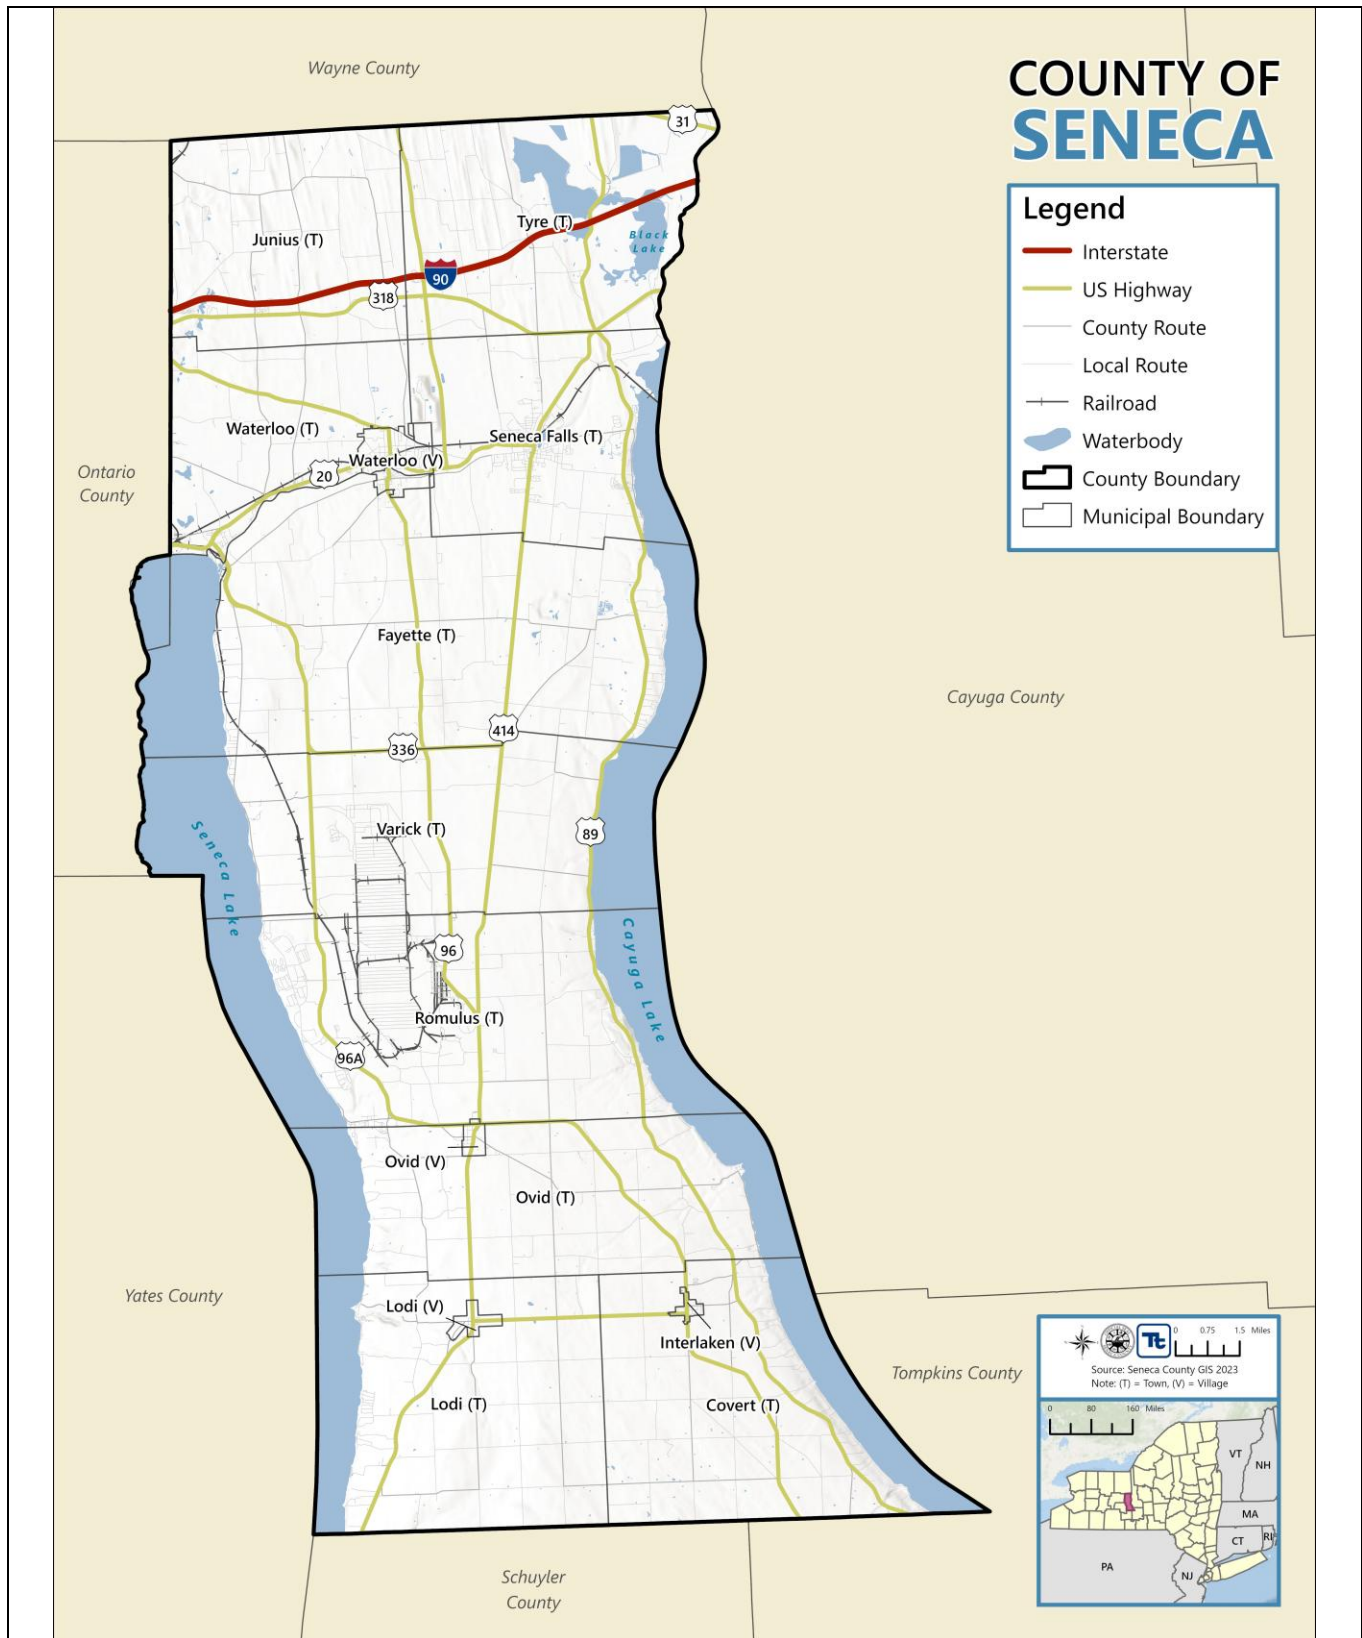 Wayne County
COUNTY OF
SENECA
31
Legend
Interstate
US Highway
County Route
Local Route
Railroad
Waterbody
County Boundary
Municipal Boundary
Tyre (T)
Black
Lake
Junius (T)
90
318
Waterloo (T)
Seneca Falls (T)
Waterloo (V)
20
Ontario
County
Fayette (T)
Cayuga County
414
336
Varick (T)
89
Seneca Lake
96
Cayuga Lake
Romulus (T)
96A
Ovid (V)
Ovid (T)
Yates County
Lodi (V)
Interlaken (V)
Tompkins County
Lodi (T)
Covert (T)
Schuyler
County
Tt
0 0.75 1.5 Miles
Source: Seneca County GIS 2023
Note: (T) = Town, (V) = Village
0 80 160 Miles
VT
NH
MA
CT
RI
PA
NJ